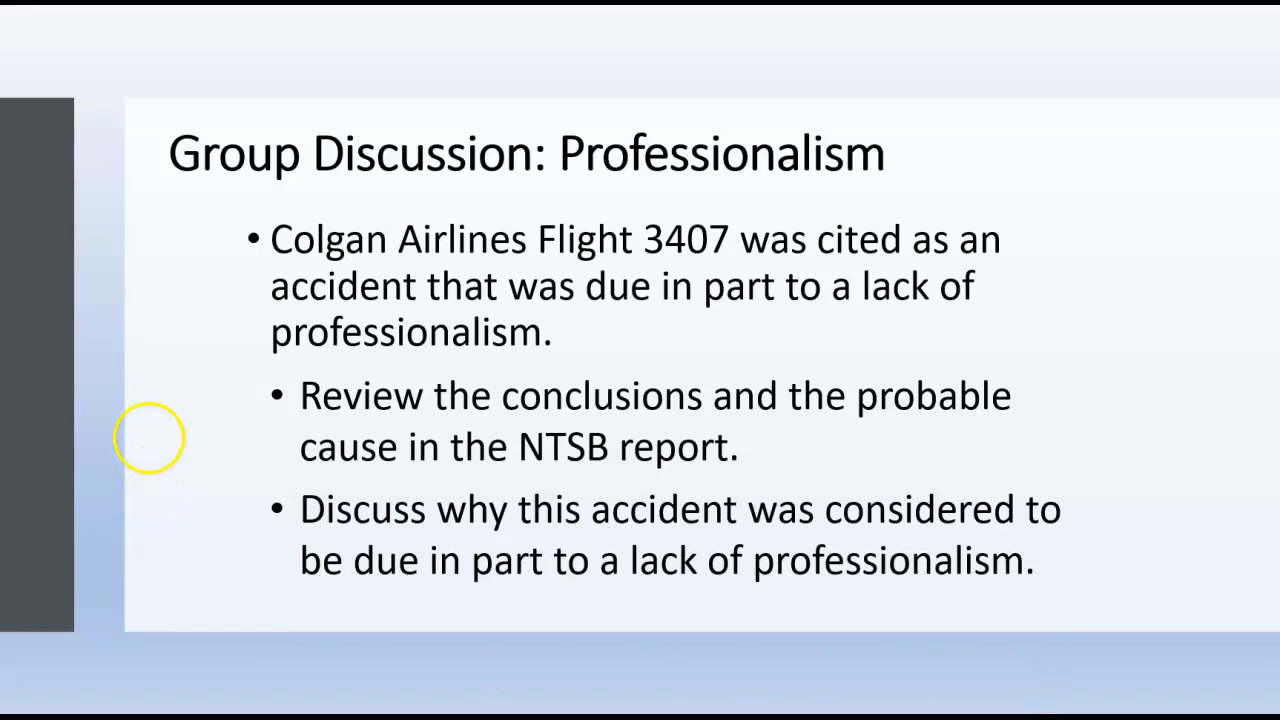 Group Discussion: Professionalism
• Colgan Airlines Flight 3407 was cited as an
accident that was due in part to a lack of
professionalism.
• Review the conclusions and the probable
cause in the NTSB report.
• Discuss why this accident was considered to
be due in part to a lack of professionalism.